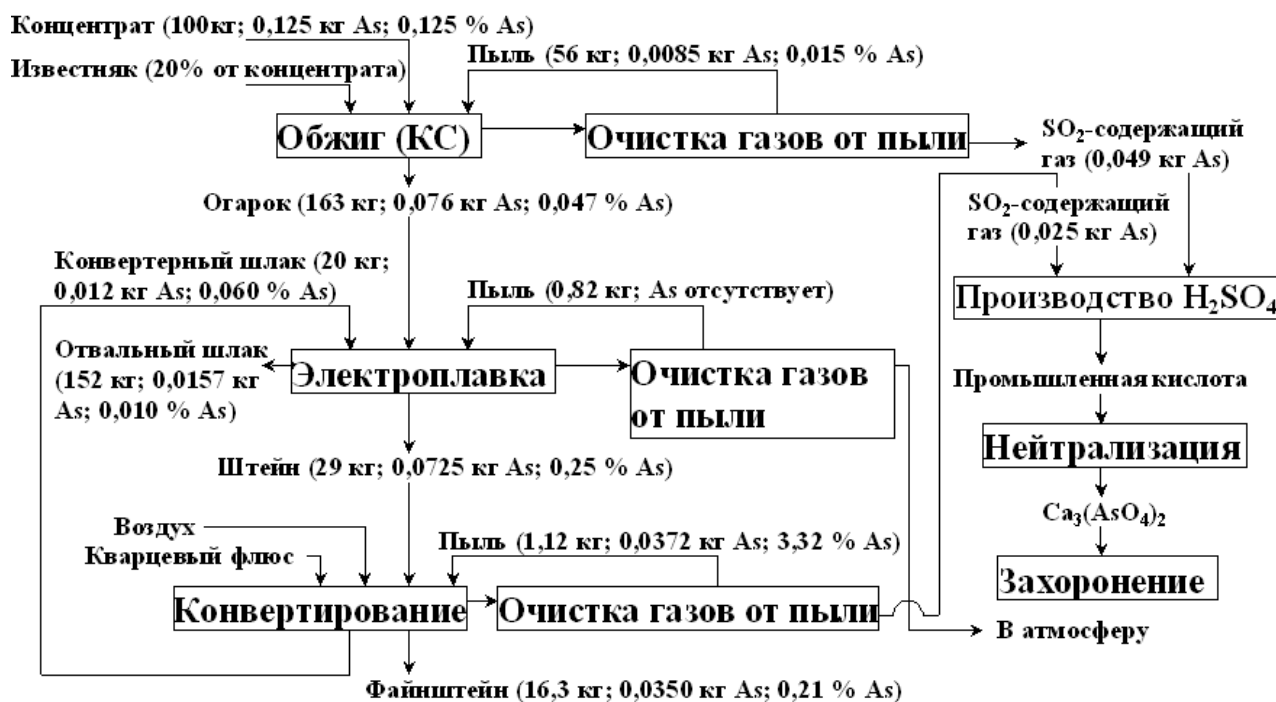 Концентрат (100кг; 0,125 кг As; 0,125 % As)
Известняк (20% от концентрата)
Пыль (56 кг; 0,0085 кг As; 0,015 % As)
Обжиг (КС)
Очистка газов от пыли
SO₂-содержащий
газ (0,049 кг As)
Огарок (163 кг; 0,076 кг As; 0,047 % As)
SO₂-содержащий
газ (0,025 кг As)
Конвертерный шлак (20 кг;
0,012 кг As; 0,060 % As)
Пыль (0,82 кг; As отсутствует)
Производство H₂SO₄
Отвальный шлак
(152 кг; 0,0157 кг
As; 0,010 % As)
Электроплавка
Очистка газов
от пыли
Промышленная кислота
Нейтрализация
Штейн (29 кг; 0,0725 кг As; 0,25 % As)
Ca₃(AsO₄)₂
Воздух
Кварцевый флюс
Пыль (1,12 кг; 0,0372 кг As; 3,32 % As)
Захоронение
Конвертирование
Очистка газов от пыли
В атмосферу
Файнштейн (16,3 кг; 0,0350 кг As; 0,21 % As)